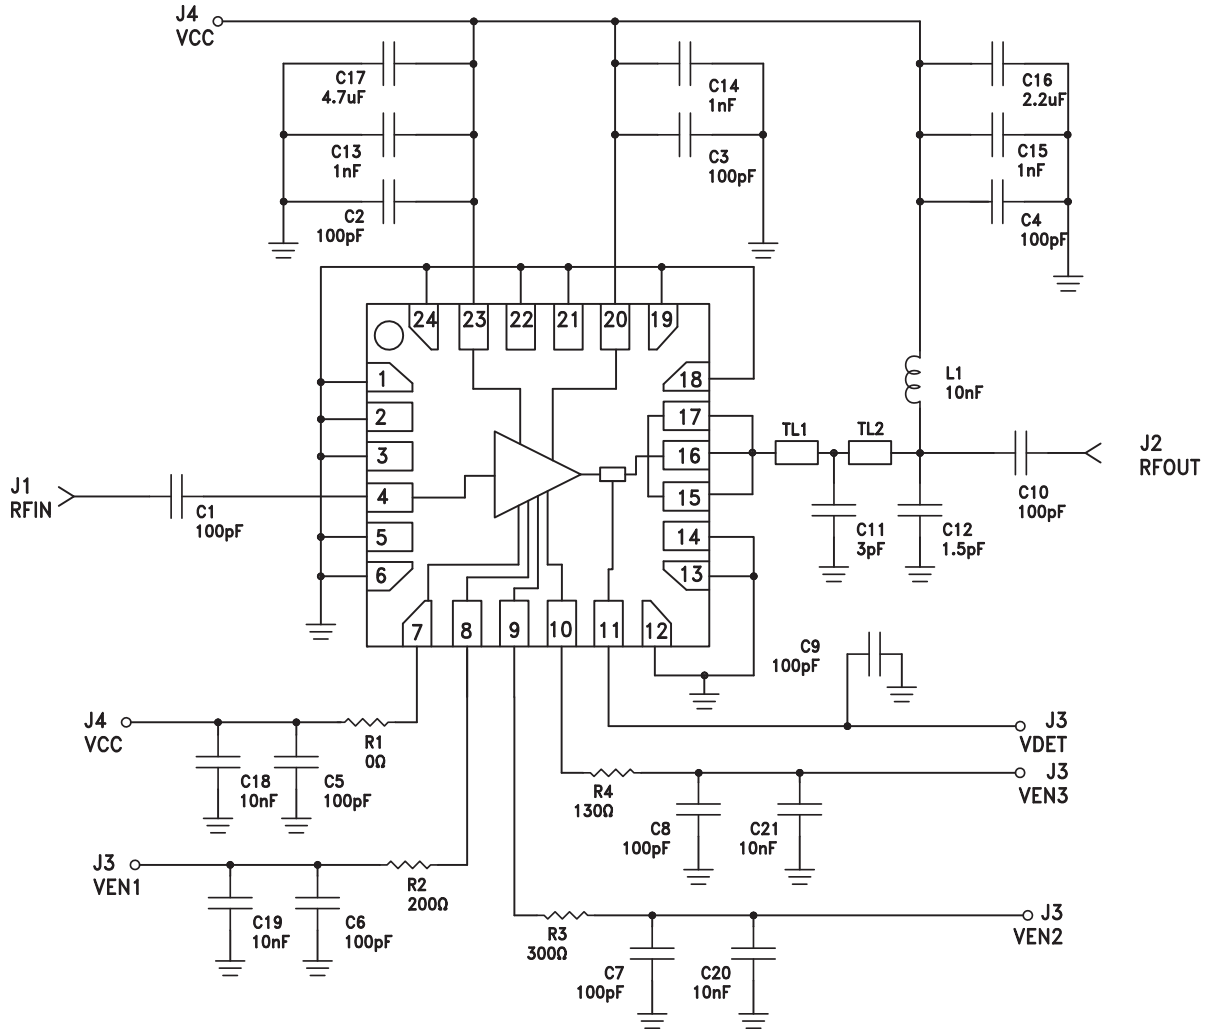 J4
VCC
C17
4.7uF
C14
1nF
C16
2.2uF
C13
1nF
C3
100pF
C15
1nF
C2
100pF
C4
100pF
24
23
22
21
20
19
1
18
L1
10nF
2
17
TL1
TL2
3
16
J2
RFOUT
J1
RFIN
4
15
C10
100pF
C1
100pF
C11
3pF
C12
1.5pF
5
14
6
13
7
8
9
10
11
12
C9
100pF
J4
VCC
R1
0Ω
J3
VDET
C18
10nF
C5
100pF
R4
130Ω
J3
VEN3
C8
100pF
C21
10nF
J3
VEN1
R2
200Ω
C19
10nF
C6
100pF
R3
300Ω
J3
VEN2
C7
100pF
C20
10nF